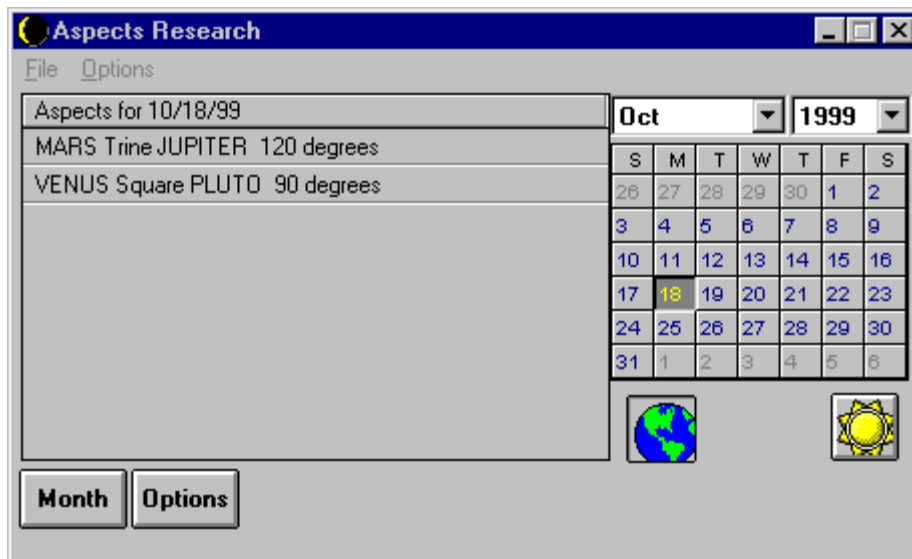 Aspects Research
File Options
Aspects for 10/18/99
MARS Trine JUPITER 120 degrees
VENUS Square PLUTO 90 degrees
Oct 1999
S M T W T F S
26 27 28 29 30 1 2
3 4 5 6 7 8 9
10 11 12 13 14 15 16
17 18 19 20 21 22 23
24 25 26 27 28 29 30
31 1 2 3 4 5 6
Month Options